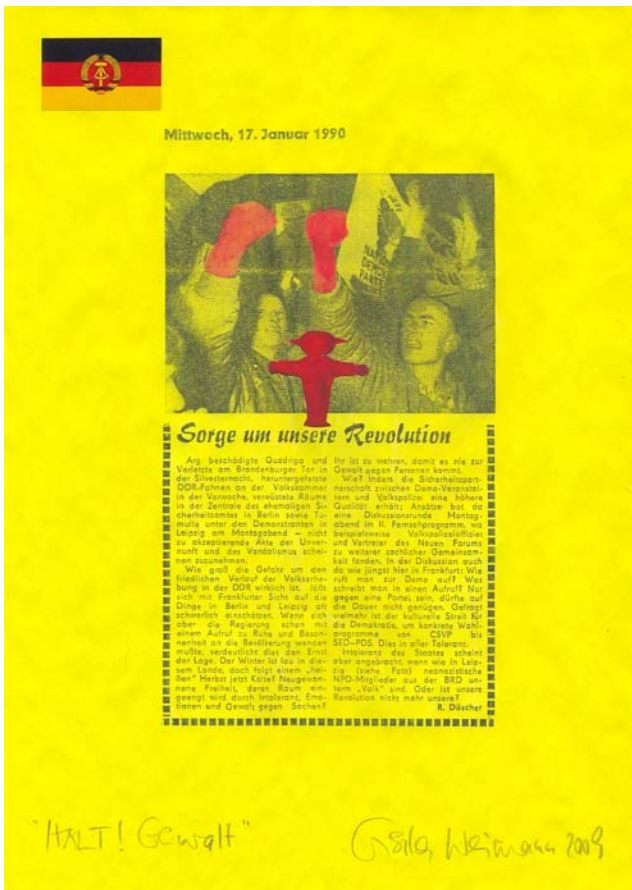 Mittwoch, 17. Januar 1990
NA
DEMO
PARTE
Sorge um unsere Revolution
Arg beschädigte Quadriga und
Verletzte am Brandenburger Tor in
der Silvesternacht, heruntergefetzte
DDR-Fahnen an der Volkskammer
in der Vorwoche, verwüstete Räume
in der Zentrale des ehemaligen Si-
cherheitsamtes in Berlin sowie Tu-
multe unter den Demonstranten in
Leipzig am Montagabend — nicht
zu akzeptierende Akte der Unver-
nunft und des Vandalismus schei-
nen zuzunehmen.
Wie groß die Gefahr um den
friedlichen Verlauf der Volkserhe-
bung in der DDR wirklich ist, läßt
sich mit Frankfurter Sicht auf die
Dinge in Berlin und Leipzig oft
schwerlich einschätzen. Wenn sich
aber die Regierung schon mit
einem Aufruf zu Ruhe und Beson-
nenheit an die Bevölkerung wenden
mußte, verdeutlicht dies den Ernst
der Lage. Der Winter ist lau in die-
sem Lande, doch folgt einem „hei-
ßen“ Herbst jetzt Kälte? Neugewon-
nene Freiheit, deren Raum ein-
geengt wird durch Intoleranz, Emo-
tionen und Gewalt gegen Sachen?
Ihr ist zu wehren, damit es nie zur
Gewalt gegen Personen kommt.
Wie? Indem die Sicherheitspart-
nerschaft zwischen Demo-Veranstal-
tern und Volkspolizei eine höhere
Qualität erhält; Ansätze bot da
eine Diskussionsrunde Montag-
abend im II. Fernsehprogramm, wo
beispielsweise Volkspolizeioffizier
und Vertreter des Neuen Forums
zu weiterer sachlicher Gemeinsam-
keit fanden. In der Diskussion auch
da wie jüngst hier in Frankfurt: Wie
ruft man zur Demo auf? Was
schreibt man in einen Aufruf? Nur
gegen eine Partei sein, dürfte auf
die Dauer nicht genügen. Gefragt
vielmehr ist der kulturelle Streit für
die Demokratie, um konkrete Wahl-
programme von CSVP bis
SED-PDS. Dies in aller Toleranz.
Intoleranz des Staates scheint
aber angebracht, wenn wie in Leip-
zig (siehe Foto) neonazistische
NPD-Mitglieder aus der BRD un-
term „Volk“ sind. Oder ist unsere
Revolution nicht mehr unsere?
R. Döscher
"HALT! Gewalt"
Gisela Weimann 2009